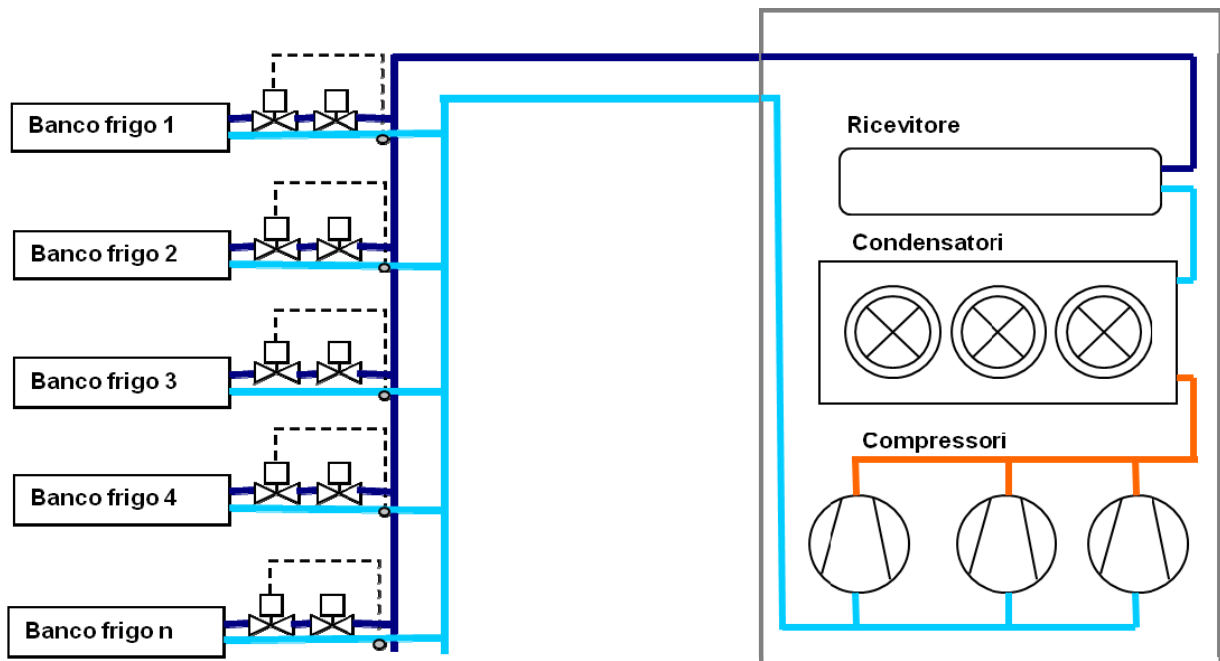 Banco frigo 1
Banco frigo 2
Banco frigo 3
Banco frigo 4
Banco frigo n
Ricevitore
Condensatori
Compressori